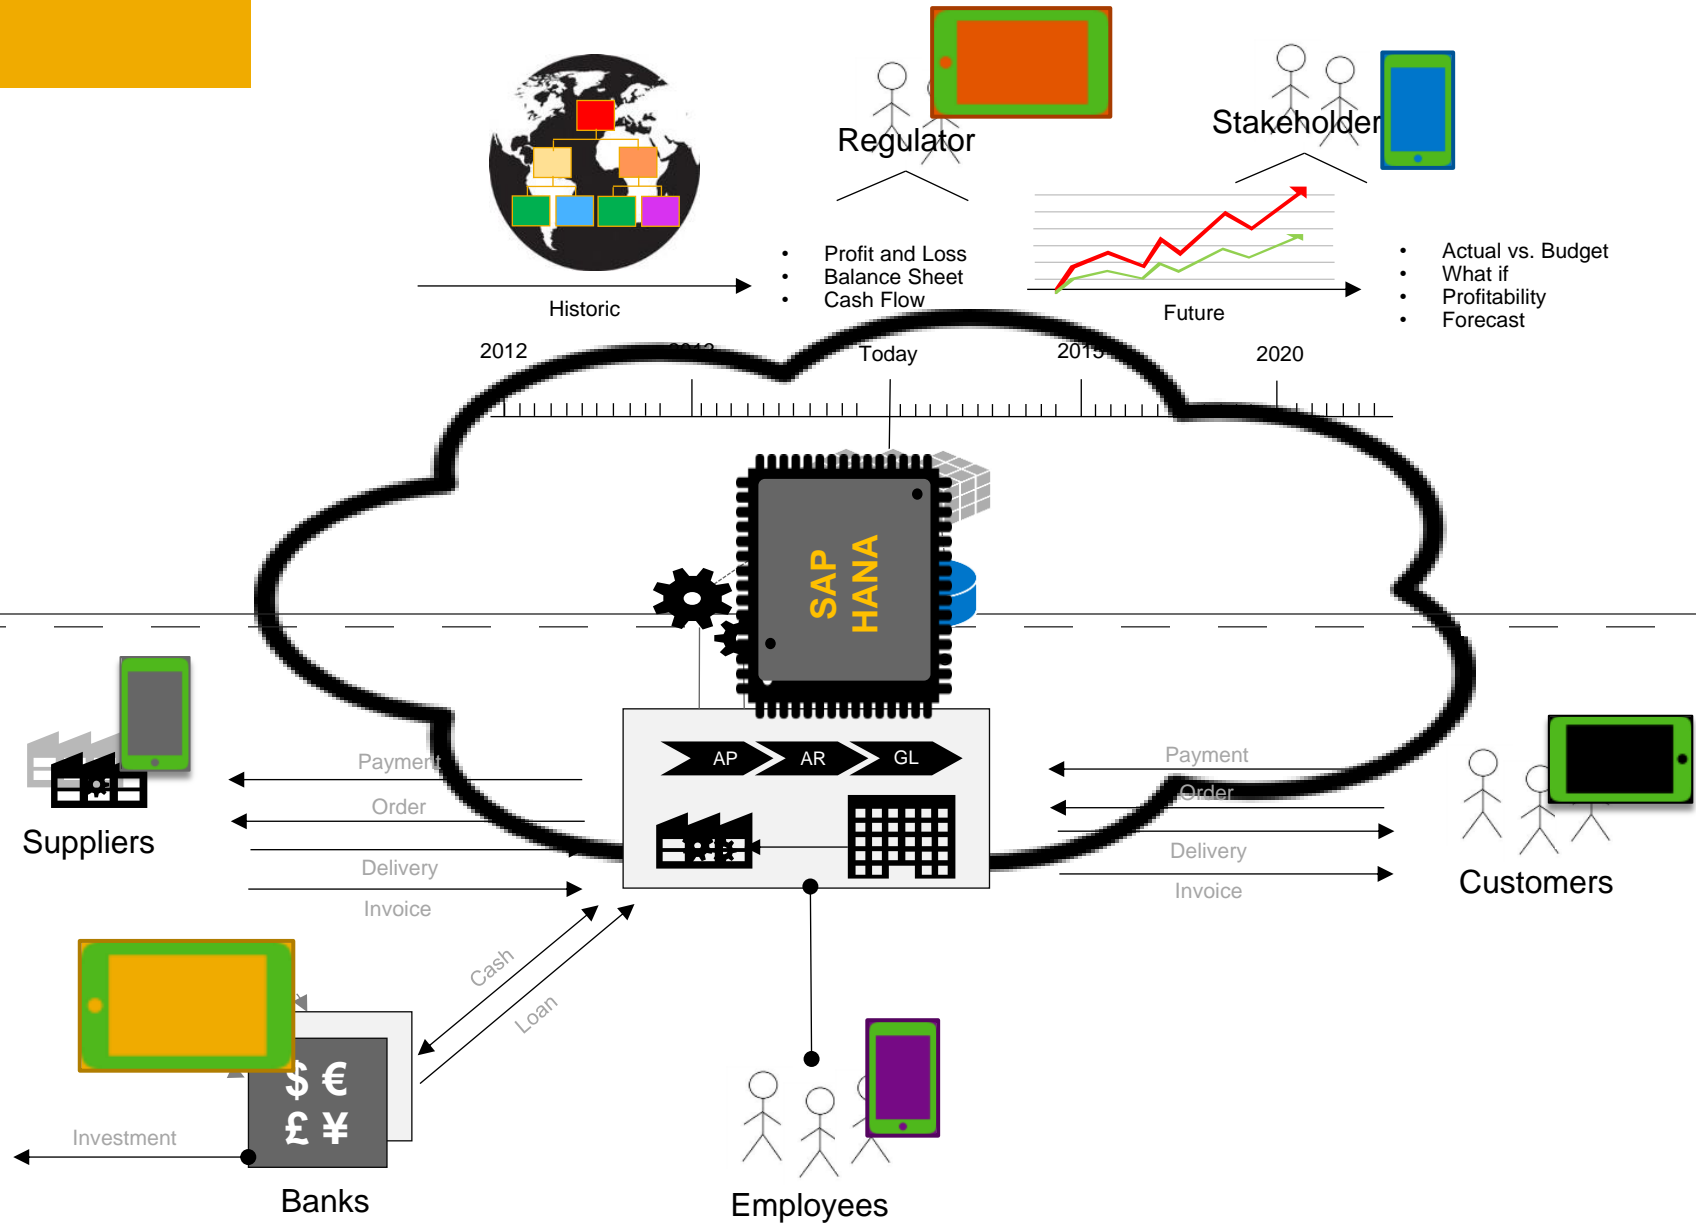 Regulator
Stakeholder
• Profit and Loss
• Balance Sheet
• Cash Flow
• Actual vs. Budget
• What if
• Profitability
• Forecast
Historic
Future
2012
2013
Today
2015
2020
SAP
HANA
AP
AR
GL
Payment
Order
Delivery
Invoice
Suppliers
Payment
Order
Delivery
Invoice
Customers
Cash
Loan
$ €
£ ¥
Investment
Banks
Employees